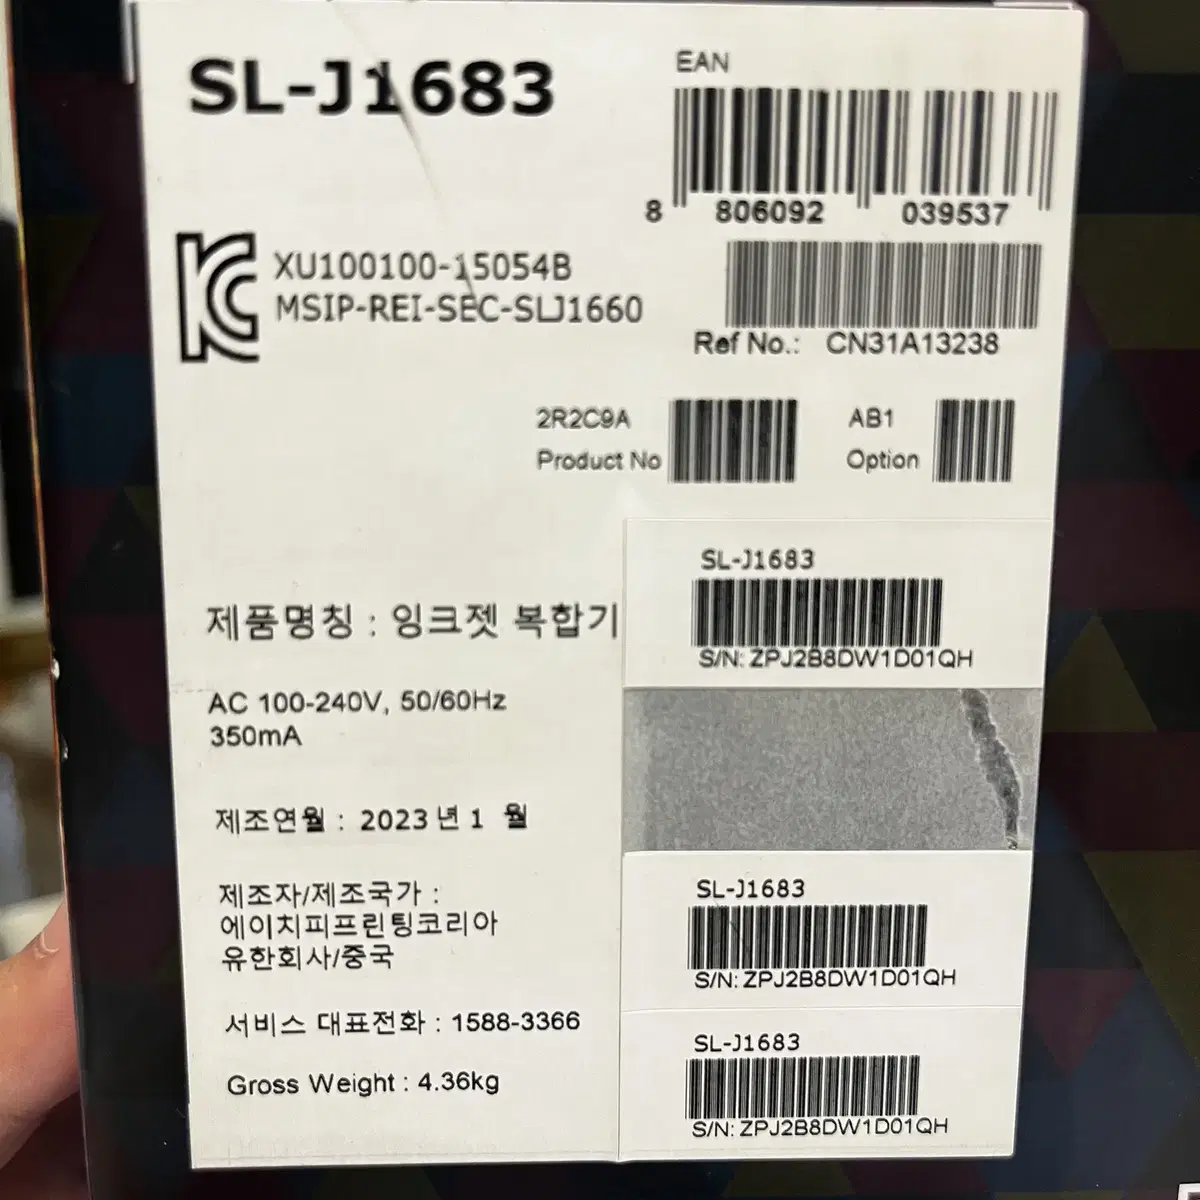 SL-J1683
EAN
8 806092 039537
XU100100-15054B
MSIP-REI-SEC-SLJ1660
Ref No.: CN31A13238
2R2C9A
Product No
AB1
Option
SL-J1683
S/N: ZPJ2B8DW1D01QH
제품명칭 : 잉크젯 복합기
AC 100-240V, 50/60Hz
350mA
제조연월 : 2023 년 1 월
제조자/제조국가 :
에이치피프린팅코리아
유한회사/중국
SL-J1683
S/N: ZPJ2B8DW1D01QH
서비스 대표전화 : 1588-3366
Gross Weight : 4.36kg
SL-J1683
S/N: ZPJ2B8DW1D01QH